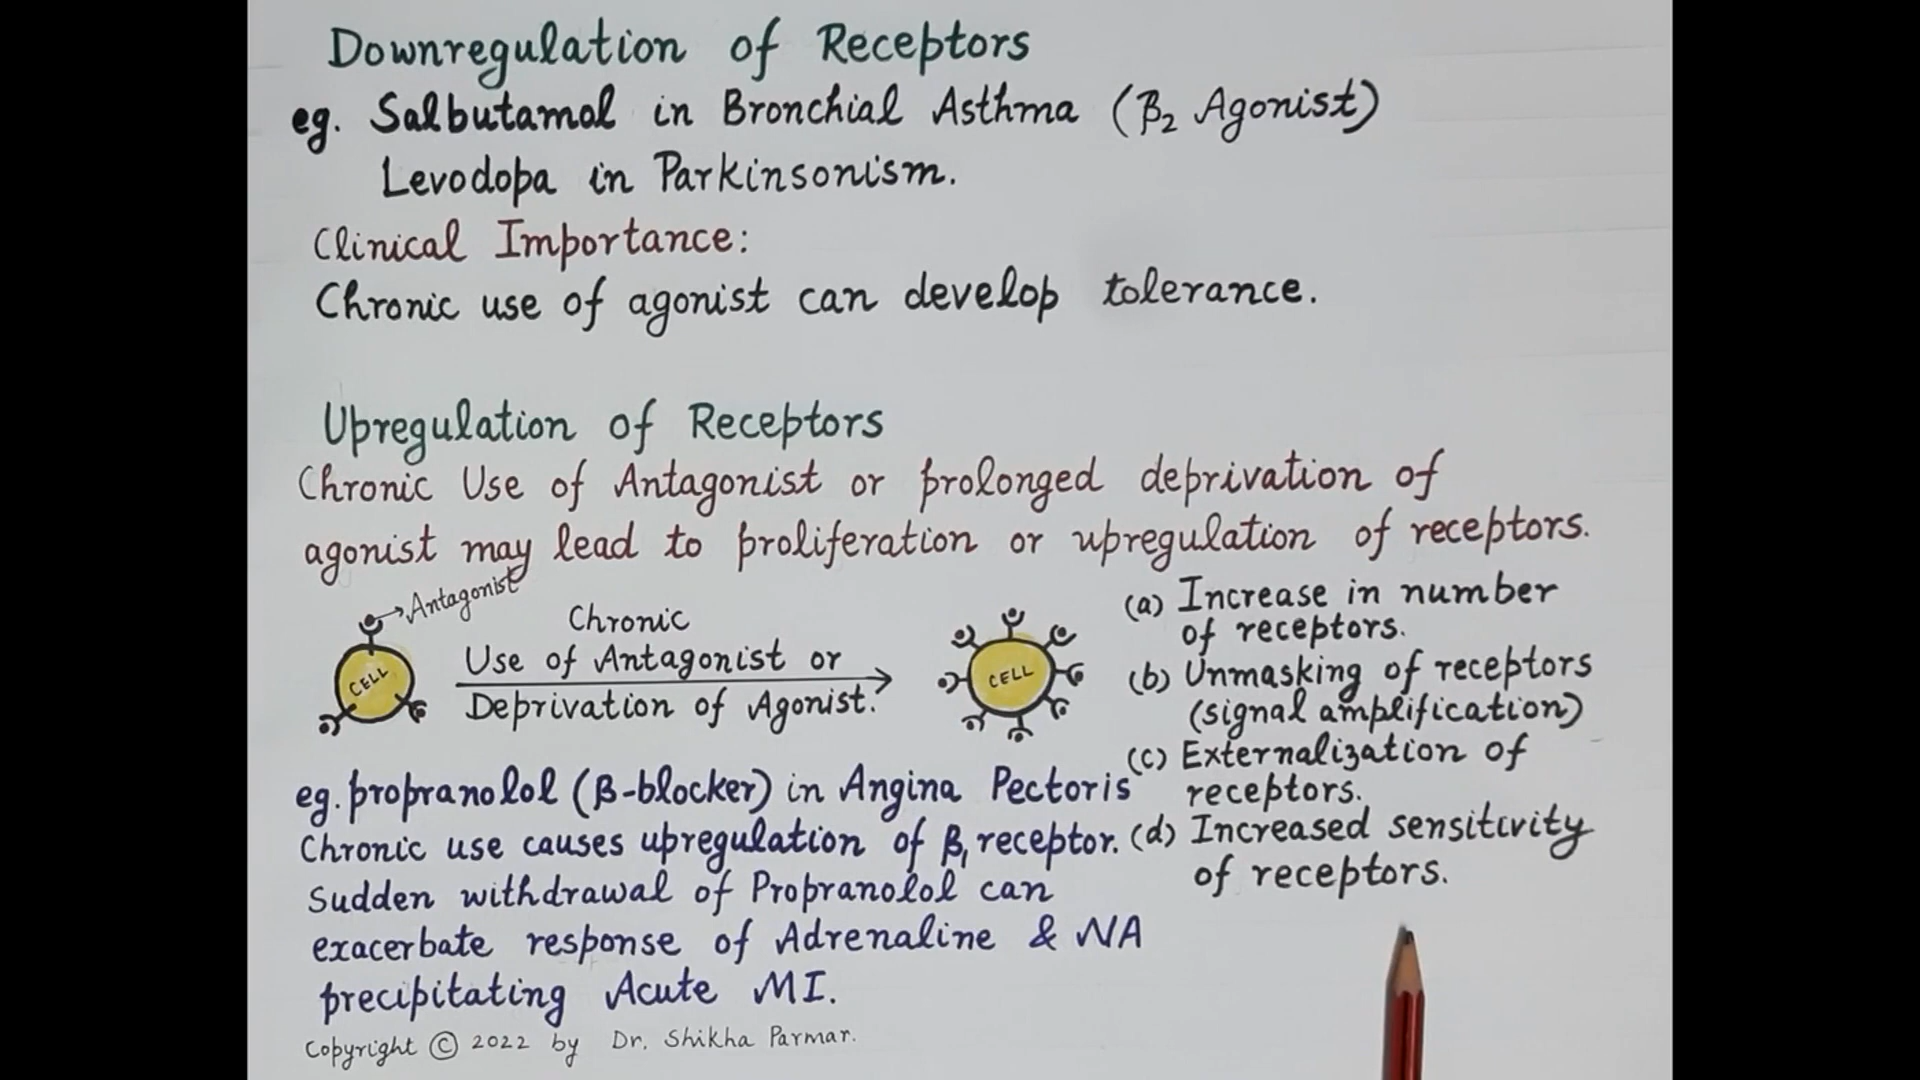 Downregulation of Receptors
eg. Salbutamol in Bronchial Asthma (β₂ Agonist)
Levodopa in Parkinsonism.
Clinical Importance:
Chronic use of agonist can develop tolerance.
Upregulation of Receptors
Chronic Use of Antagonist or prolonged deprivation of
agonist may lead to proliferation or upregulation of receptors.
→Antagonist
CELL
Chronic
Use of Antagonist or
Deprivation of Agonist.
CELL
(a) Increase in number
of receptors.
(b) Unmasking of receptors
(signal amplification)
(c) Externalization of
receptors.
(d) Increased sensitivity
of receptors.
eg. propranolol (β-blocker) in Angina Pectoris
Chronic use causes upregulation of β₁ receptor.
Sudden withdrawal of Propranolol can
exacerbate response of Adrenaline & NA
precipitating Acute MI.
Copyright © 2022 by Dr. Shikha Parmar.